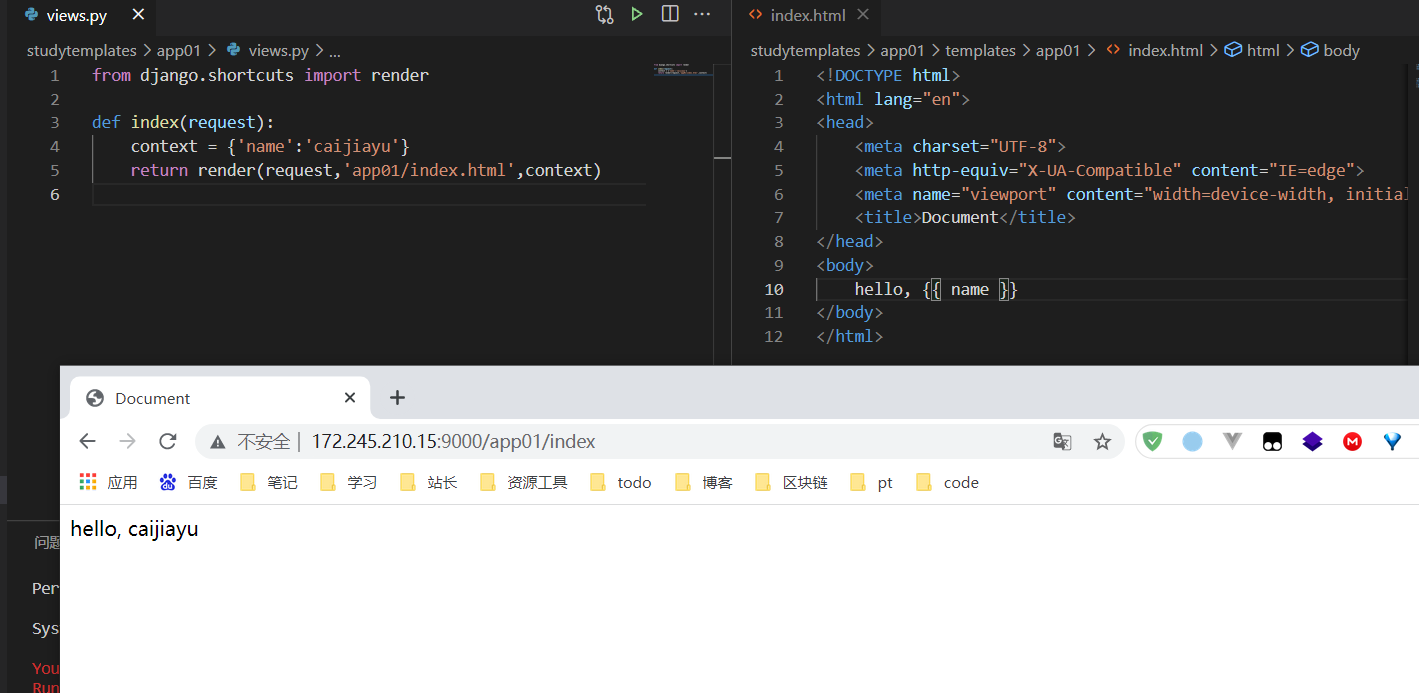 views.py
studytemplates > app01 > views.py > ...
1 from django.shortcuts import render
2
3 def index(request):
4     context = {'name':'caijiayu'}
5     return render(request,'app01/index.html',context)
6
index.html
studytemplates > app01 > templates > app01 > index.html > html > body
1 <!DOCTYPE html>
2 <html lang="en">
3 <head>
4     <meta charset="UTF-8">
5     <meta http-equiv="X-UA-Compatible" content="IE=edge">
6     <meta name="viewport" content="width=device-width, initial
7     <title>Document</title>
8 </head>
9 <body>
10     hello, {{ name }}
11 </body>
12 </html>
Document
不安全 | 172.245.210.15:9000/app01/index
应用 百度 笔记 学习 站长 资源工具 todo 博客 区块链 pt code
hello, caijiayu
问题
Per
Sys
You
Run